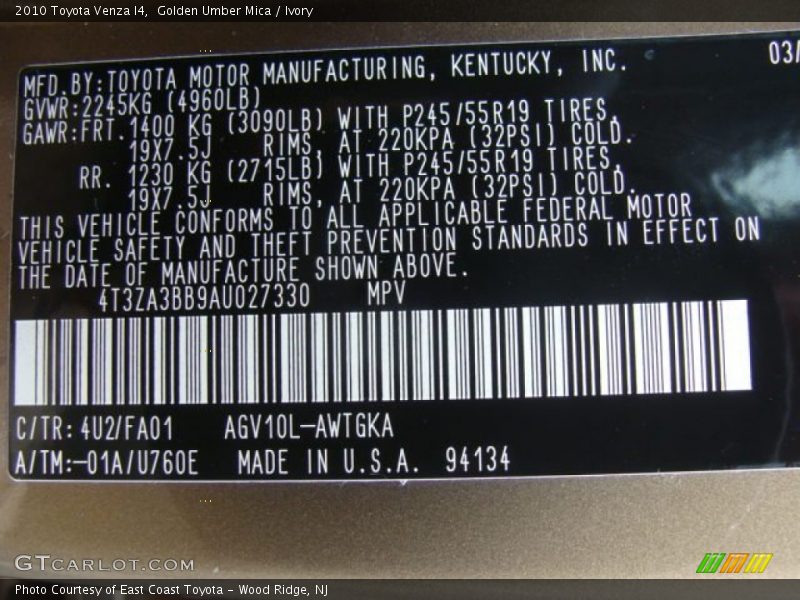 2010 Toyota Venza I4,  Golden Umber Mica / Ivory
MFD.BY:TOYOTA MOTOR MANUFACTURING, KENTUCKY, INC. 03/
GVWR:2245KG (4960LB)
GAWR:FRT.1400 KG (3090LB) WITH P245/55R19 TIRES,
19X7.5J RIMS, AT 220KPA (32PSI) COLD.
RR. 1230 KG (2715LB) WITH P245/55R19 TIRES,
19X7.5J RIMS, AT 220KPA (32PSI) COLD.
THIS VEHICLE CONFORMS TO ALL APPLICABLE FEDERAL MOTOR
VEHICLE SAFETY AND THEFT PREVENTION STANDARDS IN EFFECT ON
THE DATE OF MANUFACTURE SHOWN ABOVE.
4T3ZA3BB9AU027330 MPV
C/TR: 4U2/FA01 AGV10L-AWTGKA
A/TM:-01A/U760E MADE IN U.S.A. 94134
GTCARLOT.COM
Photo Courtesy of East Coast Toyota – Wood Ridge, NJ